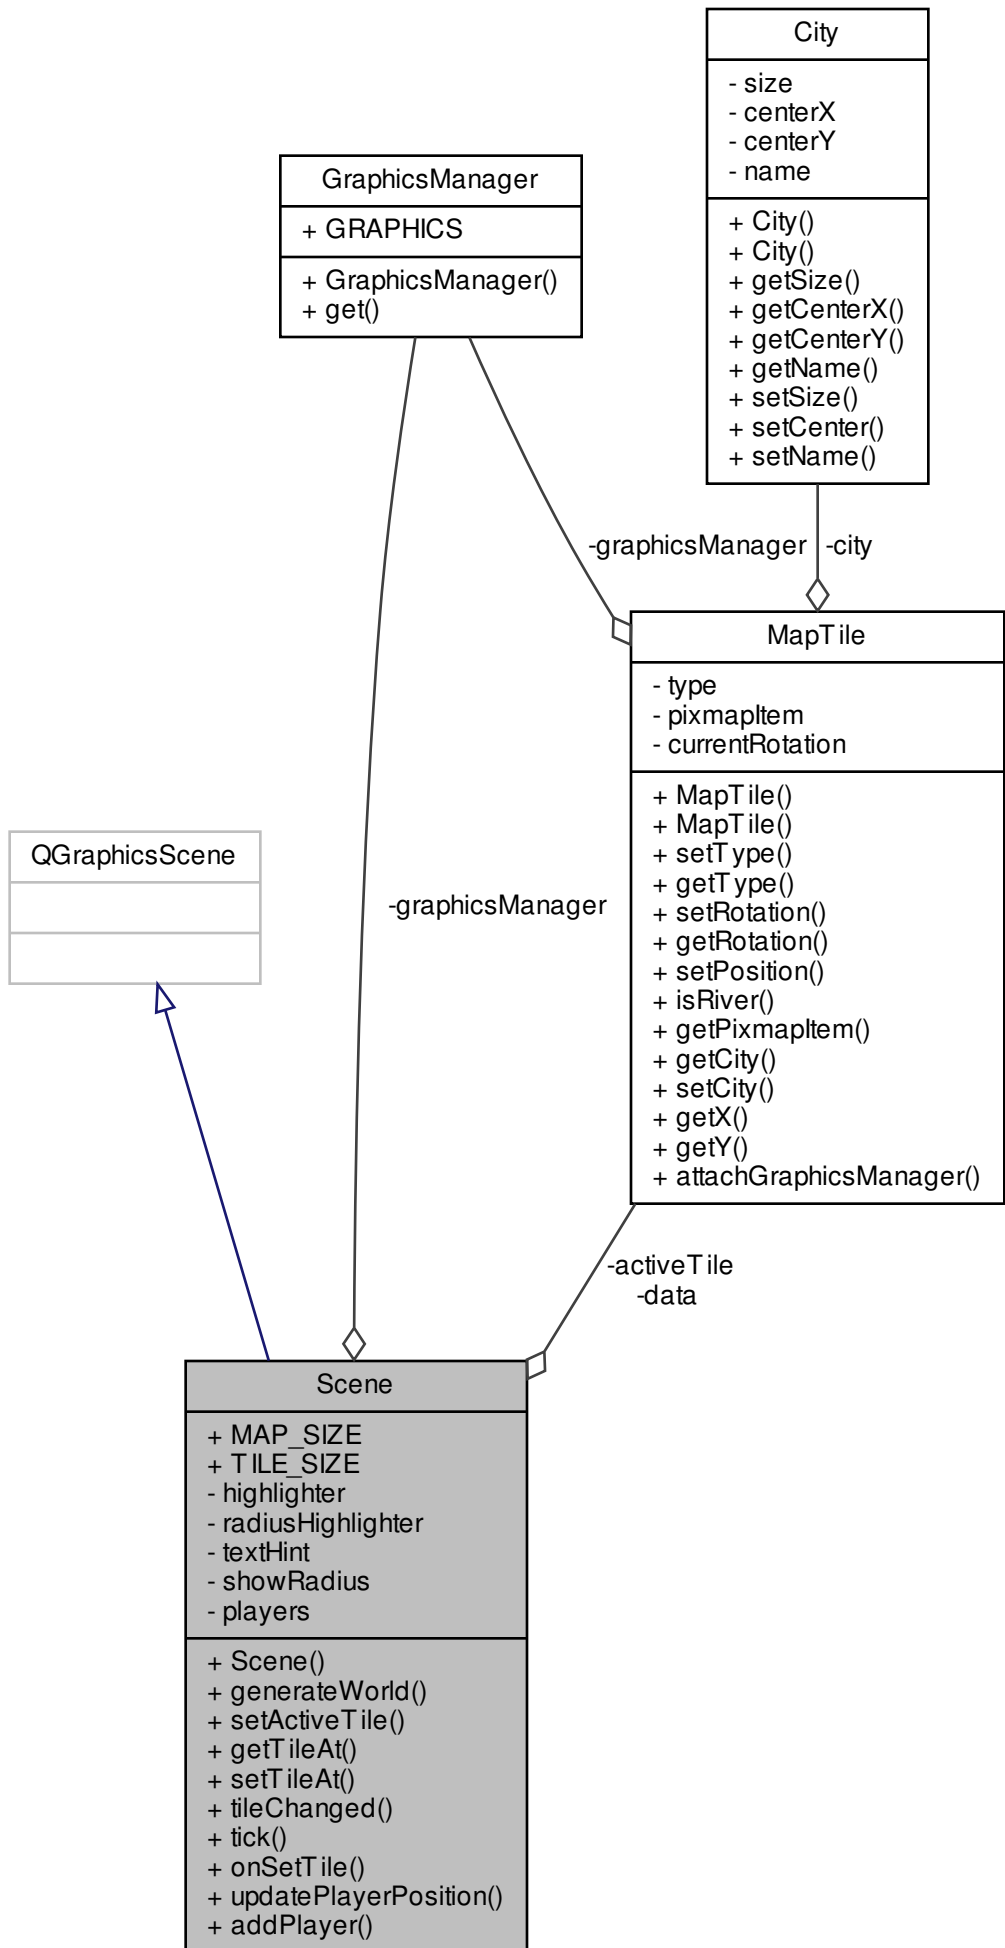 City
- size
- centerX
- centerY
- name
+ City()
+ City()
+ getSize()
+ getCenterX()
+ getCenterY()
+ getName()
+ setSize()
+ setCenter()
+ setName()
GraphicsManager
+ GRAPHICS
+ GraphicsManager()
+ get()
-graphicsManager
-city
MapTile
- type
- pixmapItem
- currentRotation
+ MapTile()
+ MapTile()
+ setType()
+ getType()
+ setRotation()
+ getRotation()
+ setPosition()
+ isRiver()
+ getPixmapItem()
+ getCity()
+ setCity()
+ getX()
+ getY()
+ attachGraphicsManager()
QGraphicsScene
-graphicsManager
-activeTile
-data
Scene
+ MAP_SIZE
+ TILE_SIZE
- highlighter
- radiusHighlighter
- textHint
- showRadius
- players
+ Scene()
+ generateWorld()
+ setActiveTile()
+ getTileAt()
+ setTileAt()
+ tileChanged()
+ tick()
+ onSetTile()
+ updatePlayerPosition()
+ addPlayer()